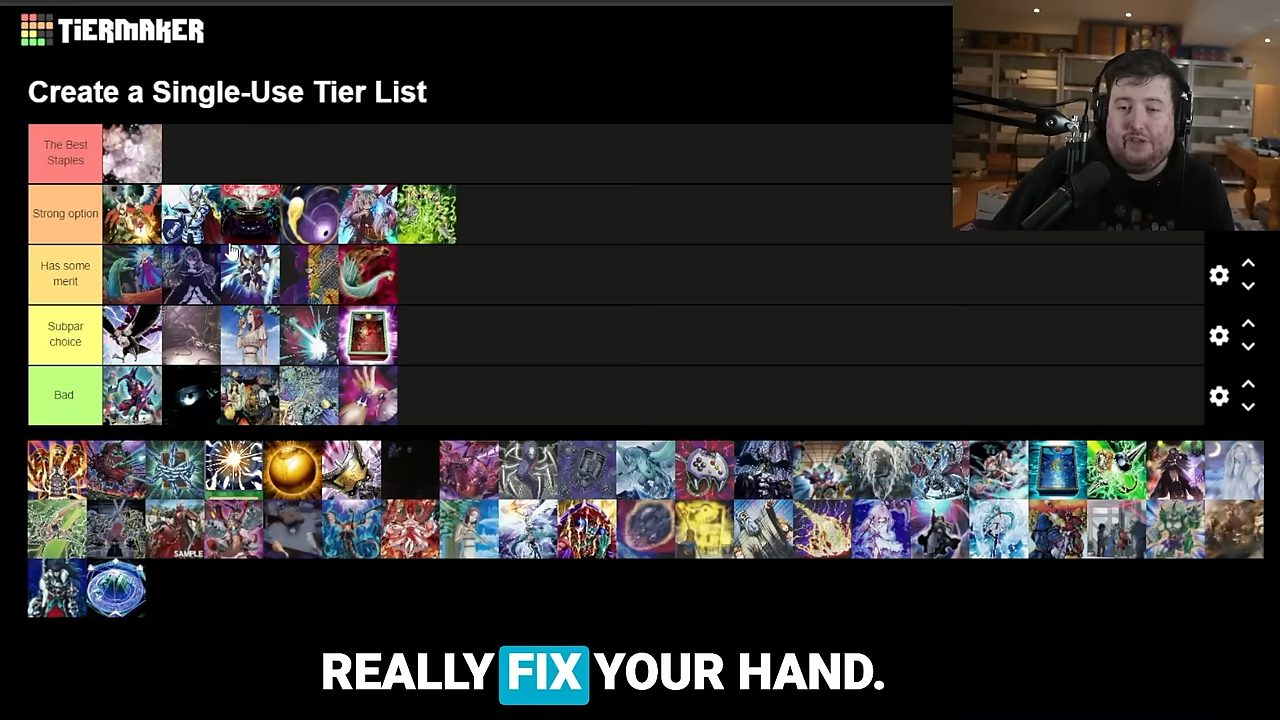 TiERMAKER
Create a Single-Use Tier List
The Best
Staples
Strong option
Has some
merit
Subpar
choice
Bad
SAMPLE
REALLY FIX YOUR HAND.